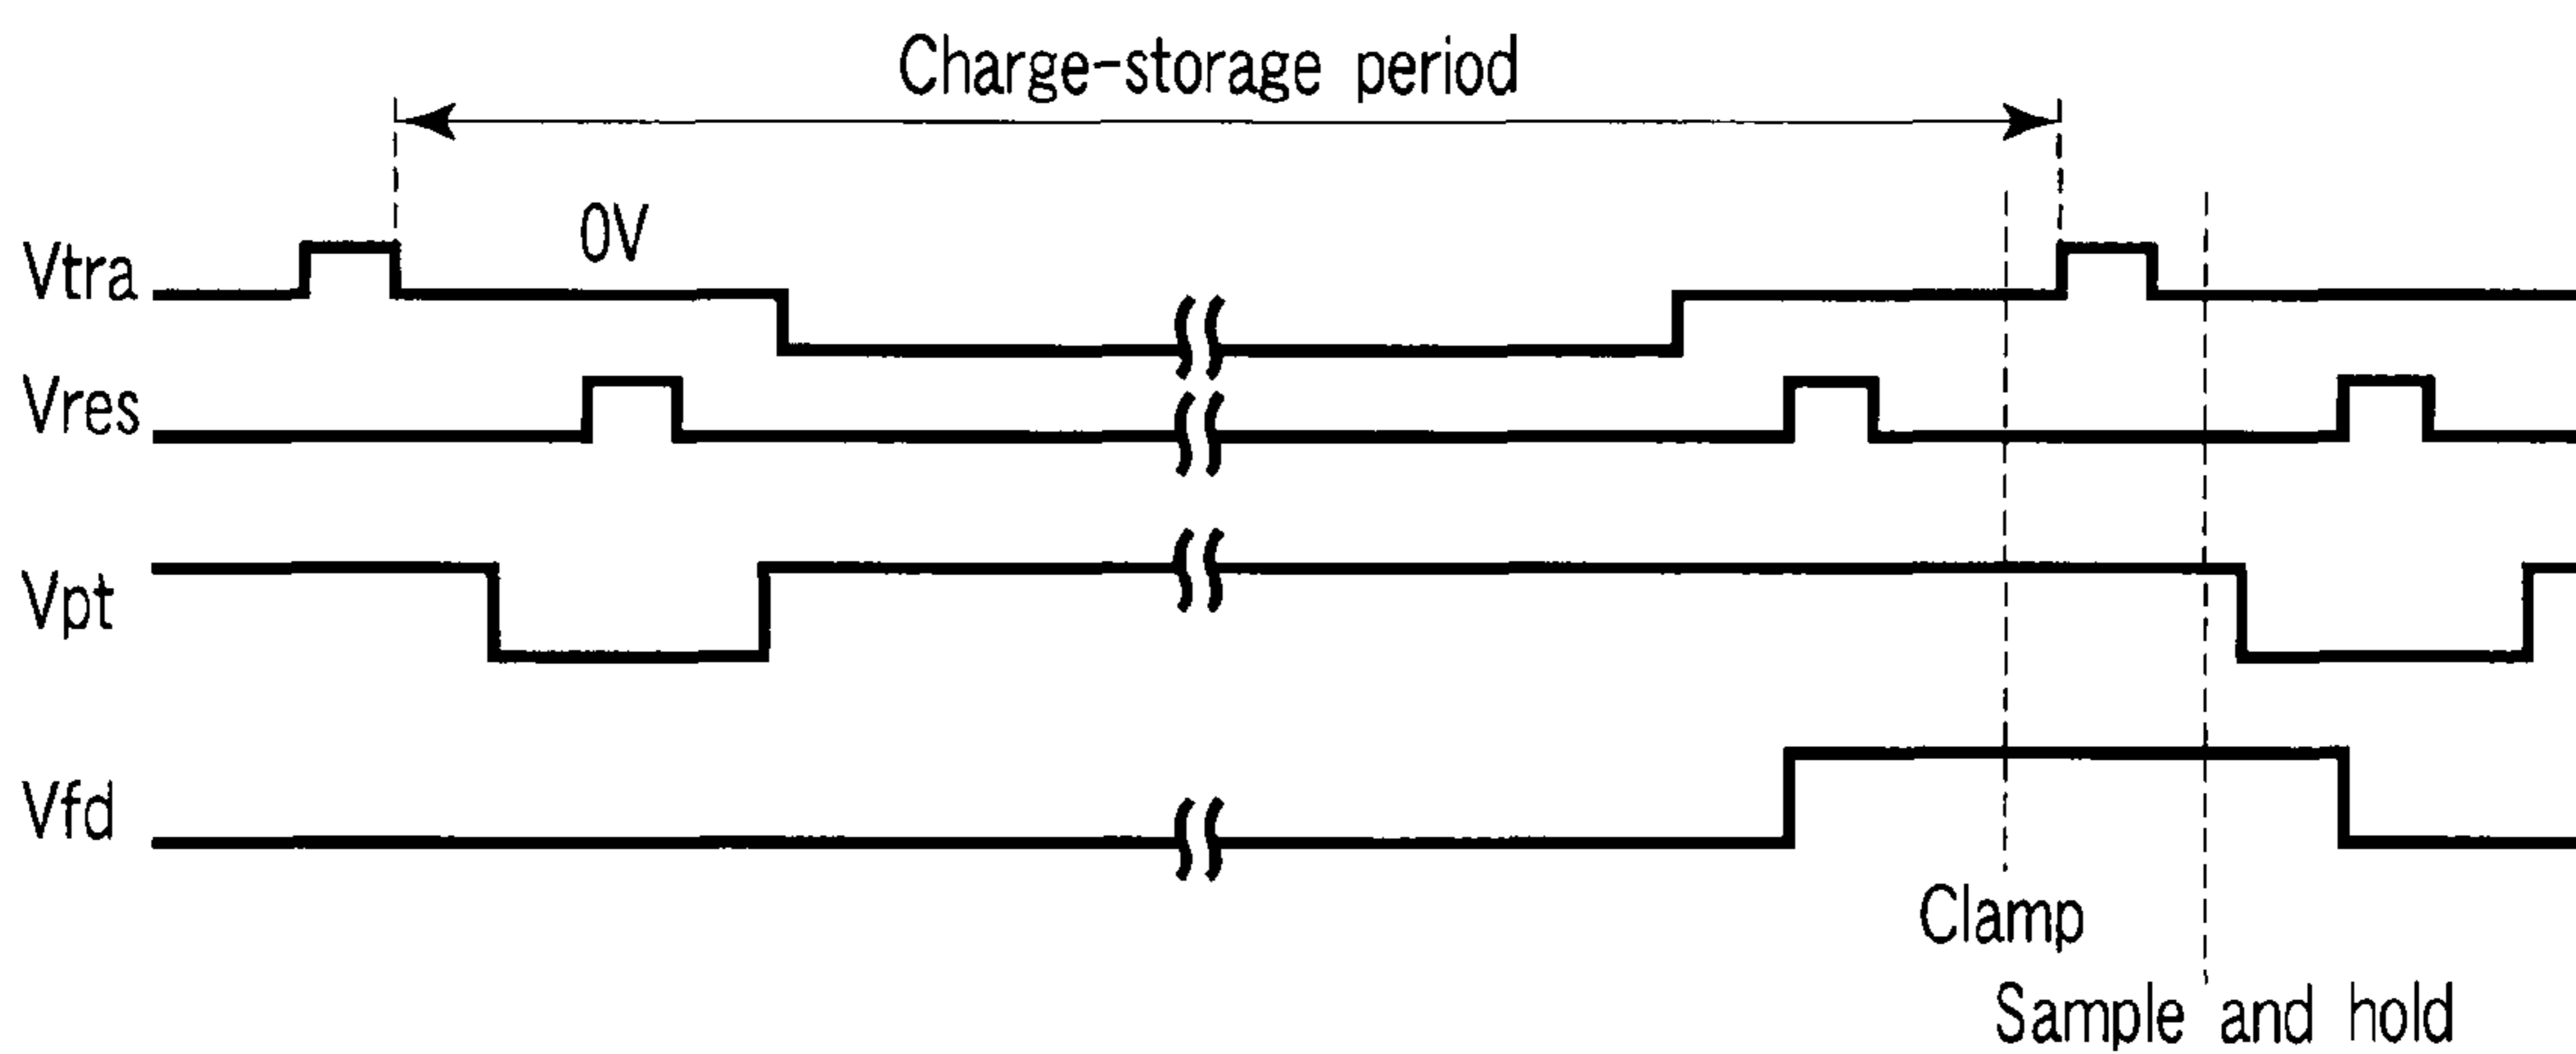 Charge-storage period
0V
Vtra
Vres
Vpt
Vfd
Clamp
Sample and hold